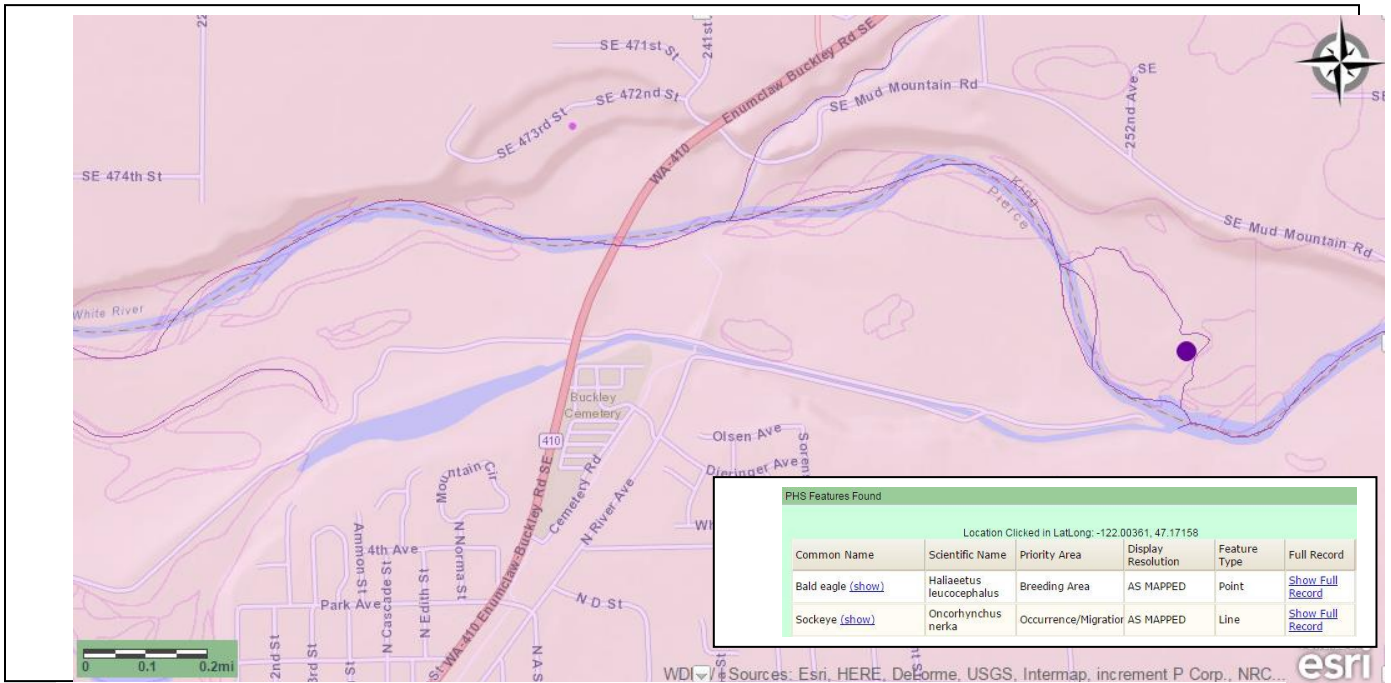 22
SE 471st St
241st
Enumclaw Buckley Rd SE
SE 472nd St
SE 473rd St
SE Mud Mountain Rd
252nd Ave SE
SE 474th St
WA-410
King
Pierce
SE Mud Mountain Rd
White River
Buckley
Cemetery
410
Olsen Ave
Dieringer Ave
Mountain Cir
Cemetery Rd
N River Ave
4th Ave
Park Ave
N Cascade St
N Edith St
N Norma St
N D St
2nd St
3rd St
N A S
WA-410 Enumclaw-Buckley Rd SE
PHS Features Found
Location Clicked in LatLong: -122.00361, 47.17158
Common Name Scientific Name Priority Area Display Resolution Feature Type Full Record
Bald eagle (show) Haliaeetus leucocephalus Breeding Area AS MAPPED Point Show Full Record
Sockeye (show) Oncorhynchus nerka Occurrence/Migration AS MAPPED Line Show Full Record
0 0.1 0.2mi
Sources: Esri, HERE, DeLorme, USGS, Intermap, increment P Corp., NRC...
esri